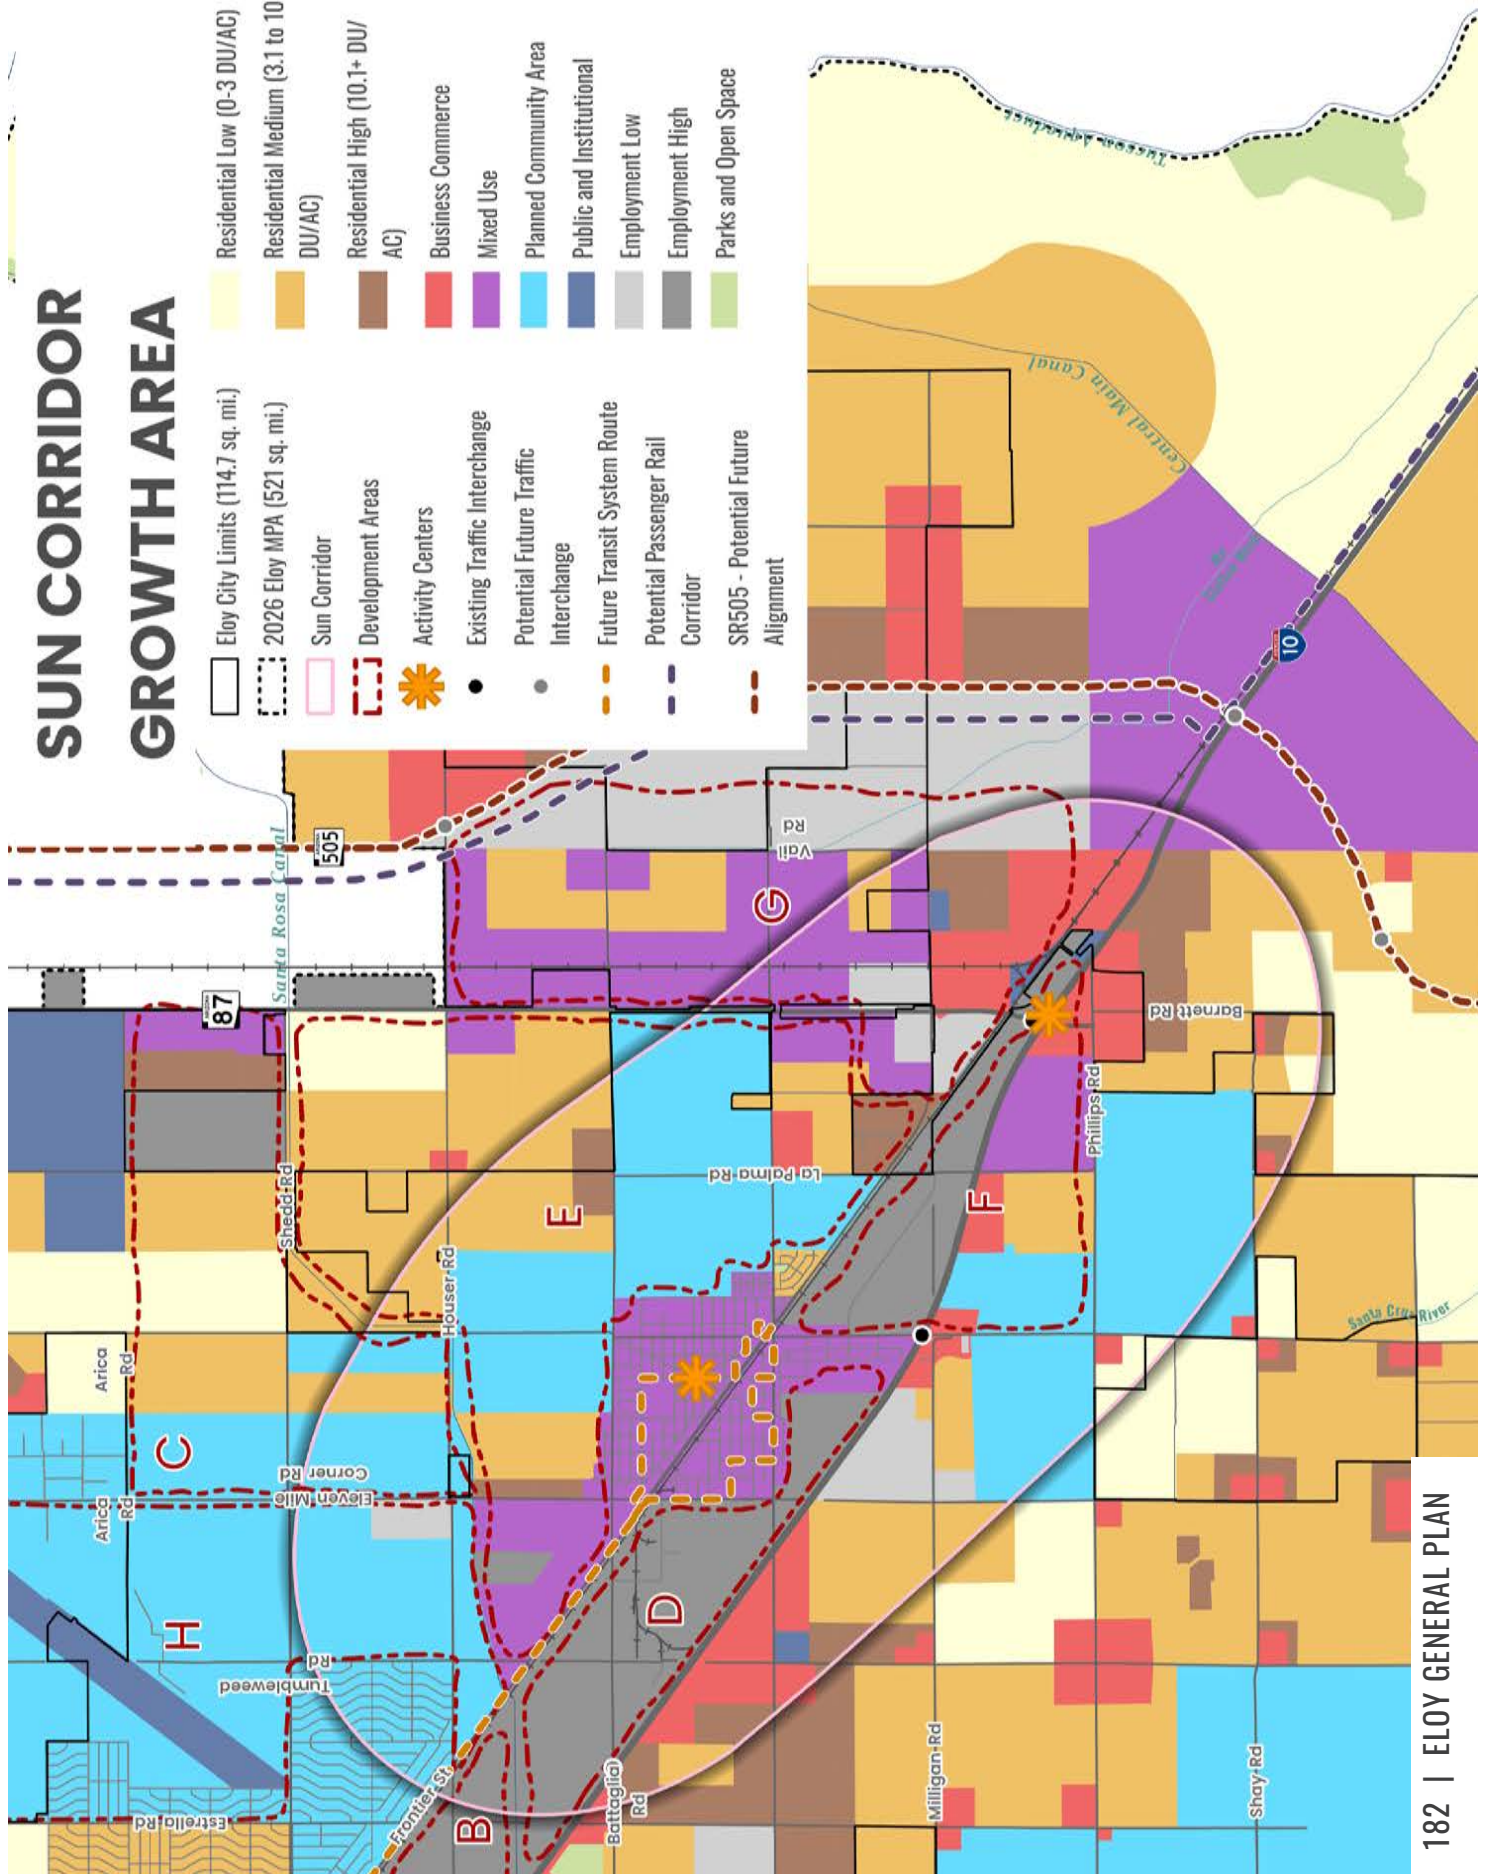 SUN CORRIDOR
GROWTH AREA
Eloy City Limits (114.7 sq. mi.)
2026 Eloy MPA (521 sq. mi.)
Sun Corridor
Development Areas
Activity Centers
Existing Traffic Interchange
Potential Future Traffic
Interchange
Future Transit System Route
Potential Passenger Rail
Corridor
SR505 - Potential Future
Alignment
Residential Low (0-3 DU/AC)
Residential Medium (3.1 to 10
DU/AC)
Residential High (10.1+ DU/
AC)
Business Commerce
Mixed Use
Planned Community Area
Public and Institutional
Employment Low
Employment High
Parks and Open Space
Estrella Rd
Tumbleweed
Rd
Eleven Mile
Corner Rd
Arica
Rd
Arica
Rd
Shedd Rd
87
Santa Rosa Canal
ARIZONA
505
H
C
Frontier St
Houser Rd
B
E
Battaglia
Rd
D
La Palma Rd
G
Vail
Rd
Milligan Rd
F
Phillips Rd
Barnett Rd
Shay Rd
Santa Cruz River
10
Central Main Canal
Tucson Aqueduct
182 | ELOY GENERAL PLAN